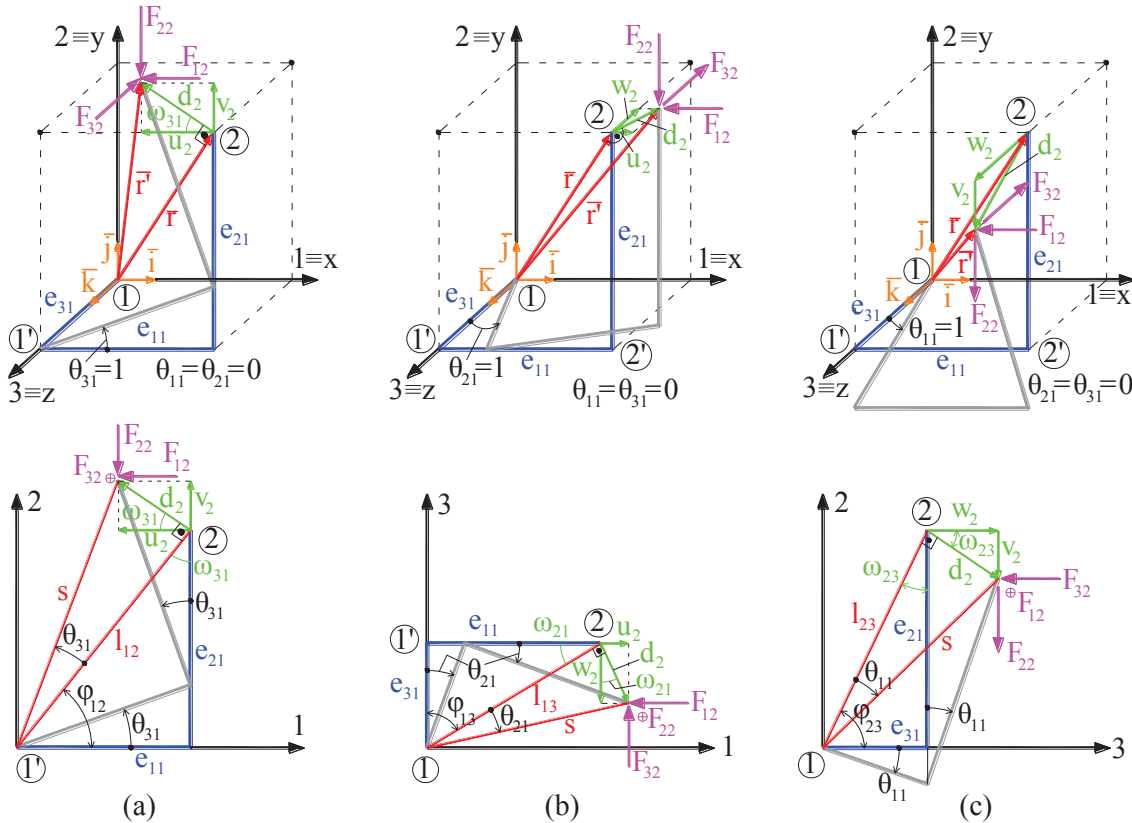 F₂₂
2≡y
F₁₂
F₃₂
d₂
v₂
ω₃₁
u₂
②
r̅'
r̅
e₂₁
j̅
i̅
1≡x
k̅
①
e₃₁
①'
e₁₁
θ₃₁=1
θ₁₁=θ₂₁=0
3≡z
2≡y
F₂₂
F₃₂
w₂
②
d₂
F₁₂
u₂
r̅
r̅'
e₂₁
j̅
i̅
1≡x
k̅
①
e₃₁
①'
②'
θ₂₁=1
e₁₁
θ₁₁=θ₃₁=0
3≡z
2≡y
②
w₂
d₂
v₂
F₃₂
r̅
F₁₂
j̅
r̅'
e₂₁
①
k̅
i̅
1≡x
e₃₁
F₂₂
①'
θ₁₁=1
e₁₁
②'
θ₂₁=θ₃₁=0
3≡z
F₂₂
F₃₂⊕
F₁₂
2
d₂
v₂
ω₃₁
u₂
②
ω₃₁
s
θ₃₁
θ₃₁
l₁₂
e₂₁
φ₁₂
θ₃₁
1
①'
e₁₁
(a)
3
e₁₁
②
①'
ω₂₁
u₂
θ₂₁
d₂
w₂
ω₂₁
e₃₁
l₁₃
F₁₂
φ₁₃
θ₂₁
⊕F₂₂
s
F₃₂
①
1
(b)
2
②
w₂
ω₂₃
v₂
ω₂₃
d₂
F₃₂
l₂₃
⊕F₁₂
e₂₁
s
F₂₂
θ₁₁
φ₂₃
θ₁₁
e₃₁
①
3
θ₁₁
(c)